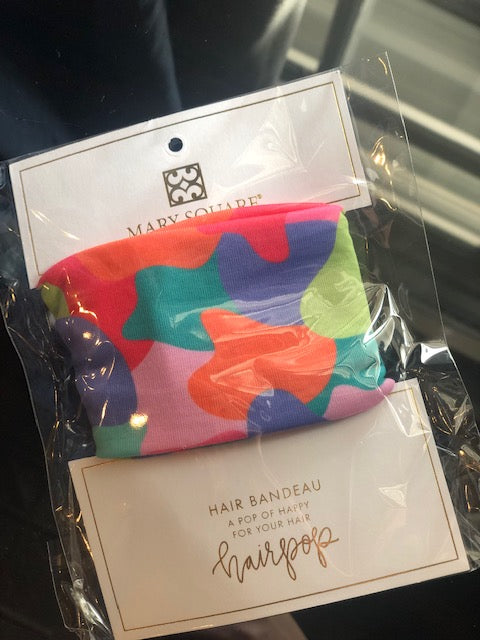 MARY SQUARE®
HAIR BANDEAU
A POP OF HAPPY
FOR YOUR HAIR
hairpop